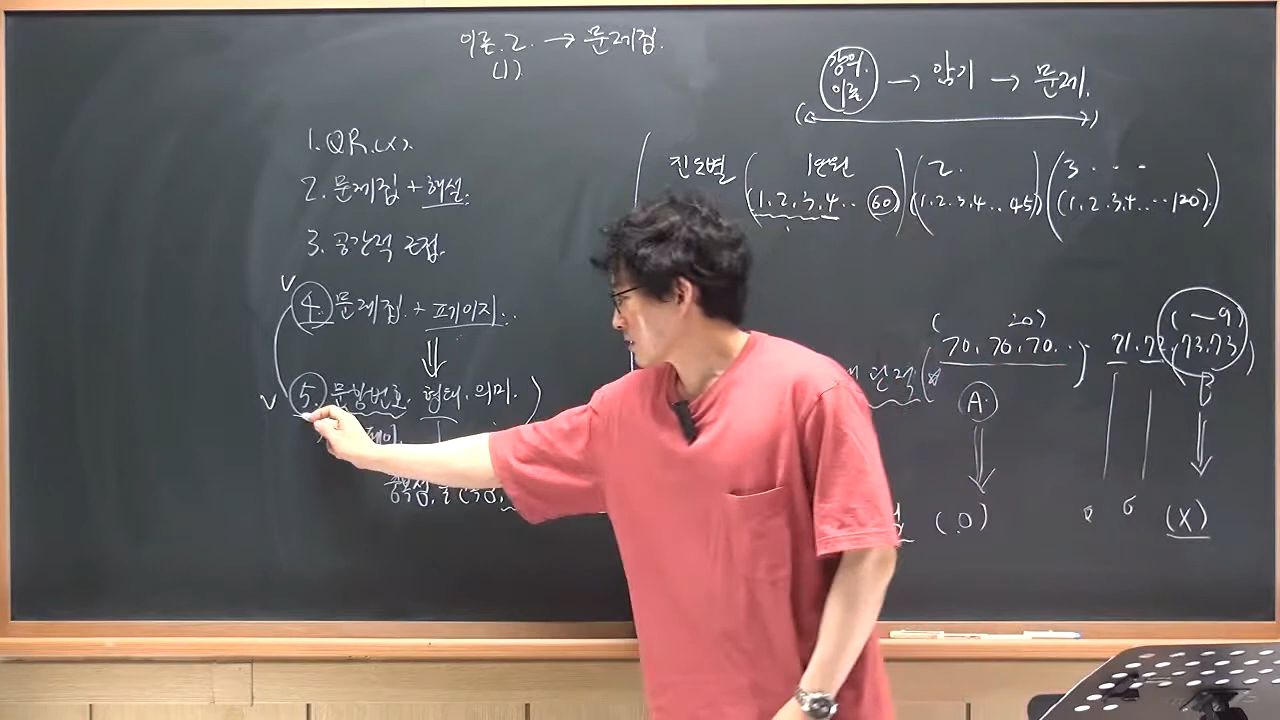 이론.2. → 문제집.
(1)
1. QR.(X).
2. 문제집 + 해설.
3. 공간적 조접.
V ④ 문제집. + 페이지..
V ⑤. 문항번호. 형태. 의미.
강의. 이론 → 암기 → 문제.
진도별 ( 1단원 ) ( 2. ) ( 3 . . . .
(1, 2, 3, 4 .. 60) (1, 2, 3, 4 .. 45) (1, 2, 3, 4 .. ... 120).
( 20)
70, 70, 70 ..
(-9)
71. 73, 73
A.
B
(O)
(X)